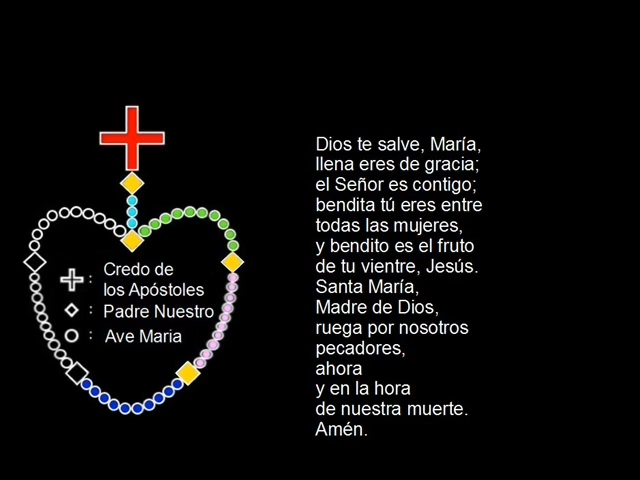 Credo de
los Apóstoles
Padre Nuestro
Ave Maria
Dios te salve, María,
llena eres de gracia;
el Señor es contigo;
bendita tú eres entre
todas las mujeres,
y bendito es el fruto
de tu vientre, Jesús.
Santa María,
Madre de Dios,
ruega por nosotros
pecadores,
ahora
y en la hora
de nuestra muerte.
Amén.